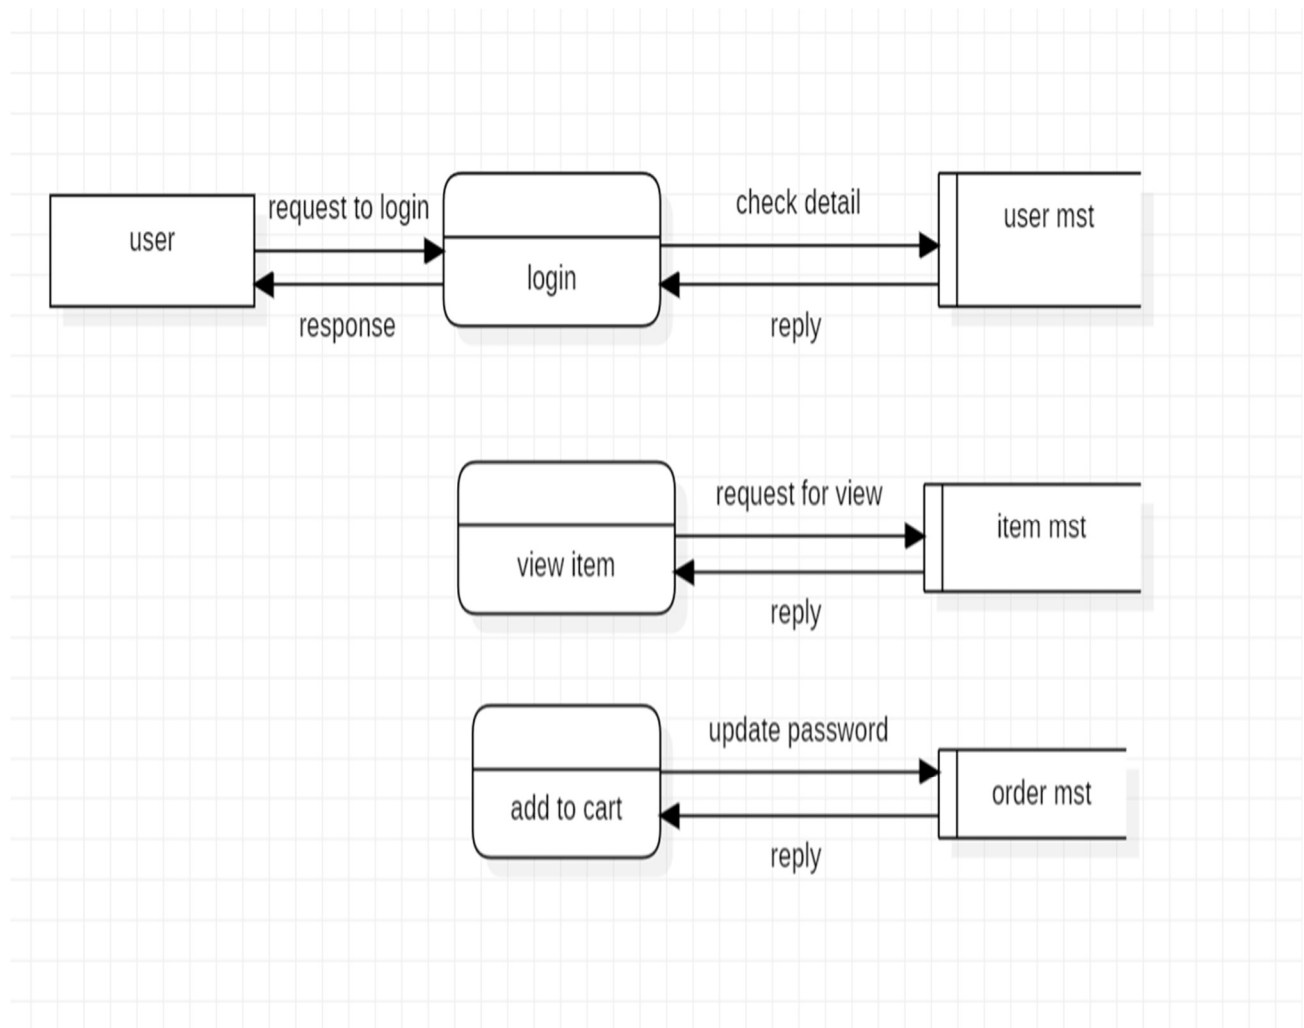 user
request to login
response
login
check detail
reply
user mst
view item
request for view
reply
item mst
add to cart
update password
reply
order mst